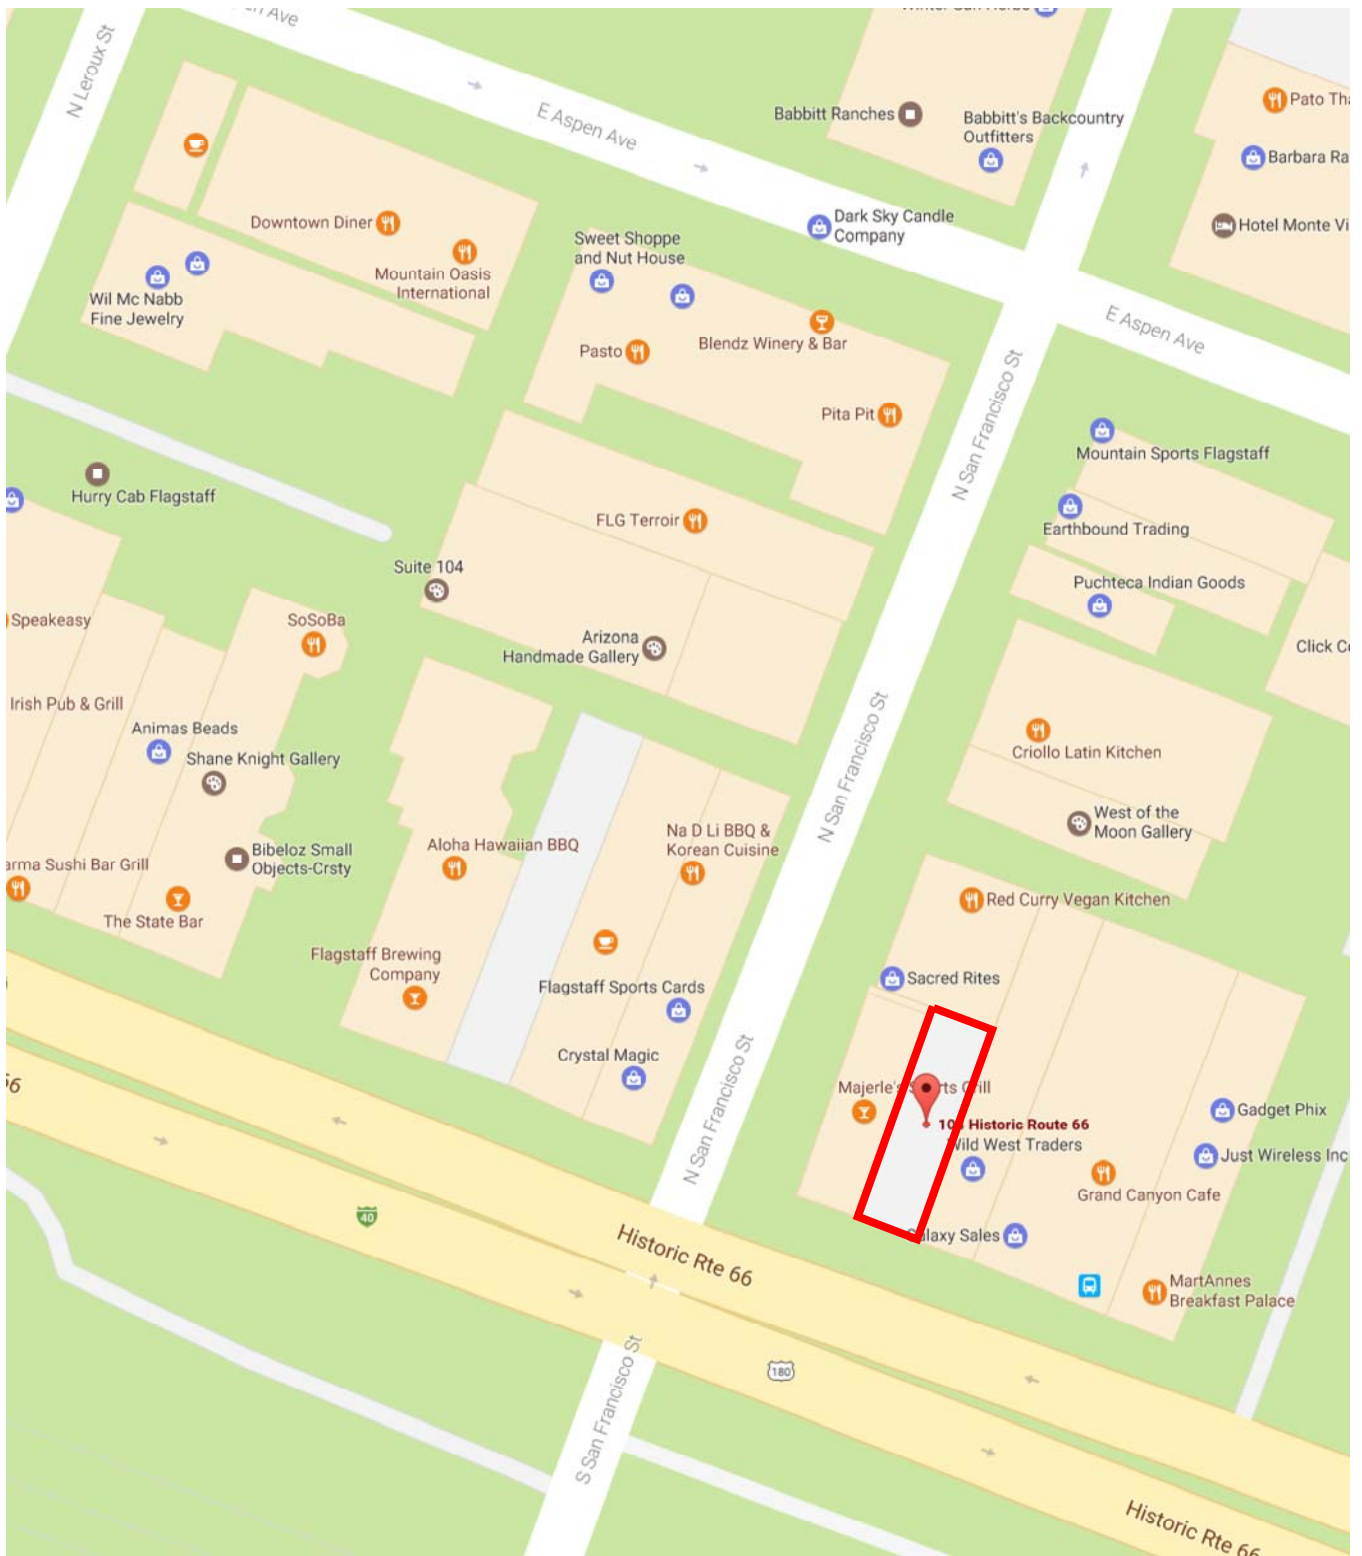 Ave
N Leroux St
E Aspen Ave
Babbitt Ranches
Babbitt's Backcountry
Outfitters
Barbara Ra
Hotel Monte Vi
Downtown Diner
Mountain Oasis
International
Dark Sky Candle
Company
Sweet Shoppe
and Nut House
Wil Mc Nabb
Fine Jewelry
Pasto
Blendz Winery & Bar
E Aspen Ave
Pita Pit
N San Francisco St
Mountain Sports Flagstaff
Hurry Cab Flagstaff
FLG Terroir
Earthbound Trading
Suite 104
Puchteca Indian Goods
Speakeasy
SoSoBa
Arizona
Handmade Gallery
Click
Irish Pub & Grill
Animas Beads
Shane Knight Gallery
N San Francisco St
Criollo Latin Kitchen
West of the
Moon Gallery
Bibeloz Small
Objects-Crsty
Aloha Hawaiian BBQ
Na D Li BBQ &
Korean Cuisine
arma Sushi Bar Grill
The State Bar
Red Curry Vegan Kitchen
Flagstaff Brewing
Company
Flagstaff Sports Cards
Sacred Rites
Crystal Magic
N San Francisco St
66
Majerle's Grill
Historic Route 66
Wild West Traders
Gadget Phix
Just Wireless Inc
Grand Canyon Cafe
40
Galaxy Sales
Historic Rte 66
MartAnnes
Breakfast Palace
180
S San Francisco St
Historic Rte 66